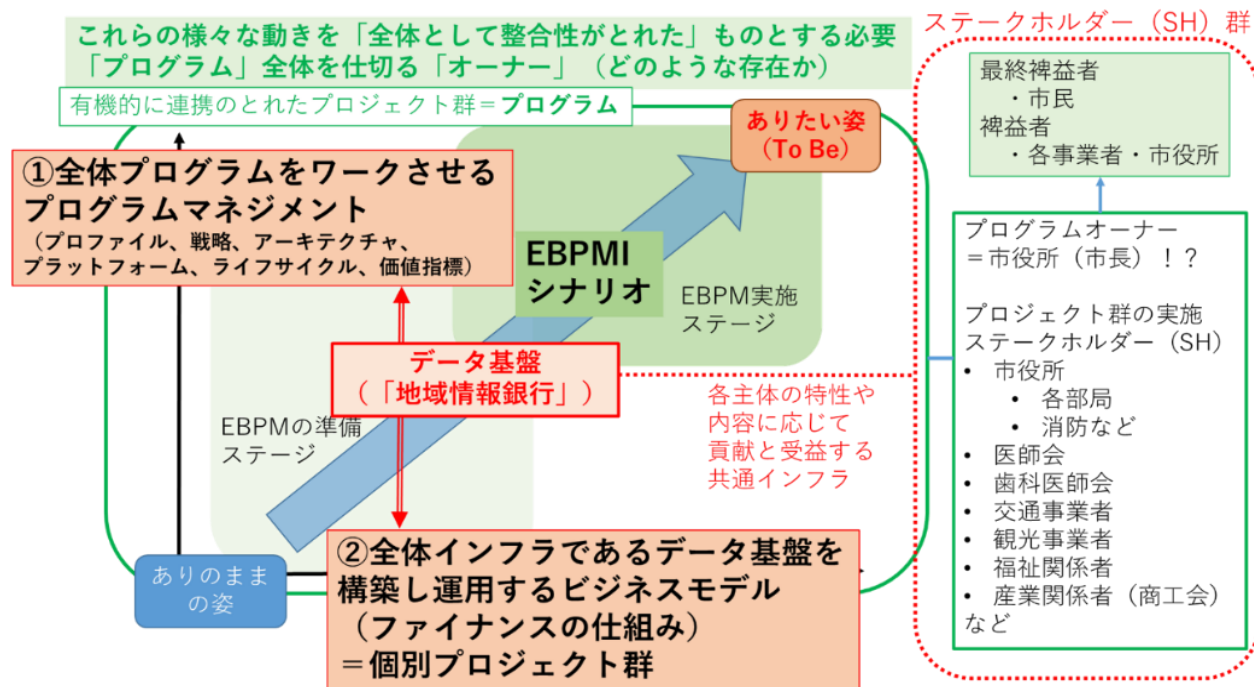 これらの様々な動きを「全体として整合性がとれた」ものとする必要
「プログラム」全体を仕切る「オーナー」（どのような存在か）
有機的に連携のとれたプロジェクト群＝プログラム
ありたい姿
（To Be）
①全体プログラムをワークさせる
プログラムマネジメント
（プロファイル、戦略、アーキテクチャ、
プラットフォーム、ライフサイクル、価値指標）
EBPMI
シナリオ
EBPM実施
ステージ
データ基盤
（「地域情報銀行」）
EBPMの準備
ステージ
各主体の特性や
内容に応じて
貢献と受益する
共通インフラ
ありのまま
の姿
②全体インフラであるデータ基盤を
構築し運用するビジネスモデル
（ファイナンスの仕組み）
＝個別プロジェクト群
ステークホルダー（SH）群
最終裨益者
・市民
裨益者
・各事業者・市役所
プログラムオーナー
＝市役所（市長）！？
プロジェクト群の実施
ステークホルダー（SH）
• 市役所
• 各部局
• 消防など
• 医師会
• 歯科医師会
• 交通事業者
• 観光事業者
• 福祉関係者
• 産業関係者（商工会）
など